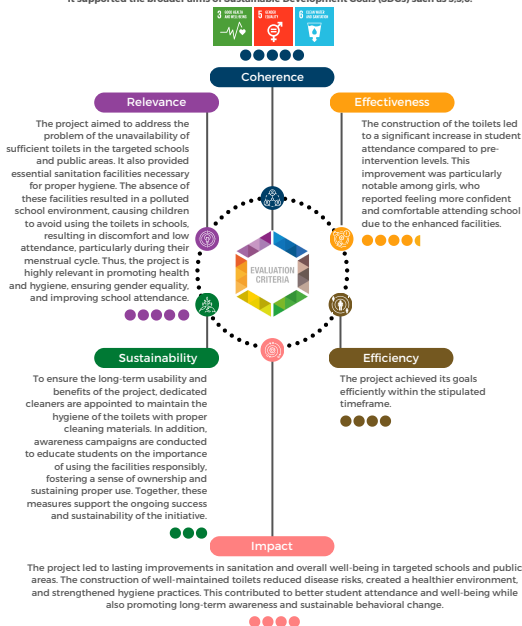 It supported the broader aims of Sustainable Development Goals (SDGs) such as 3,5,6.
3 GOOD HEALTH AND WELL-BEING
5 GENDER EQUALITY
6 CLEAN WATER AND SANITATION
Coherence
Relevance
The project aimed to address the
problem of the unavailability of
sufficient toilets in the targeted schools
and public areas. It also provided
essential sanitation facilities necessary
for proper hygiene. The absence of
these facilities resulted in a polluted
school environment, causing children
to avoid using the toilets in schools,
resulting in discomfort and low
attendance, particularly during their
menstrual cycle. Thus, the project is
highly relevant in promoting health
and hygiene, ensuring gender equality,
and improving school attendance.
Effectiveness
The construction of the toilets led
to a significant increase in student
attendance compared to pre-
intervention levels. This
improvement was particularly
notable among girls, who
reported feeling more confident
and comfortable attending school
due to the enhanced facilities.
EVALUATION
CRITERIA
Sustainability
To ensure the long-term usability and
benefits of the project, dedicated
cleaners are appointed to maintain the
hygiene of the toilets with proper
cleaning materials. In addition,
awareness campaigns are conducted
to educate students on the importance
of using the facilities responsibly,
fostering a sense of ownership and
sustaining proper use. Together, these
measures support the ongoing success
and sustainability of the initiative.
Efficiency
The project achieved its goals
efficiently within the stipulated
timeframe.
Impact
The project led to lasting improvements in sanitation and overall well-being in targeted schools and public
areas. The construction of well-maintained toilets reduced disease risks, created a healthier environment,
and strengthened hygiene practices. This contributed to better student attendance and well-being while
also promoting long-term awareness and sustainable behavioral change.